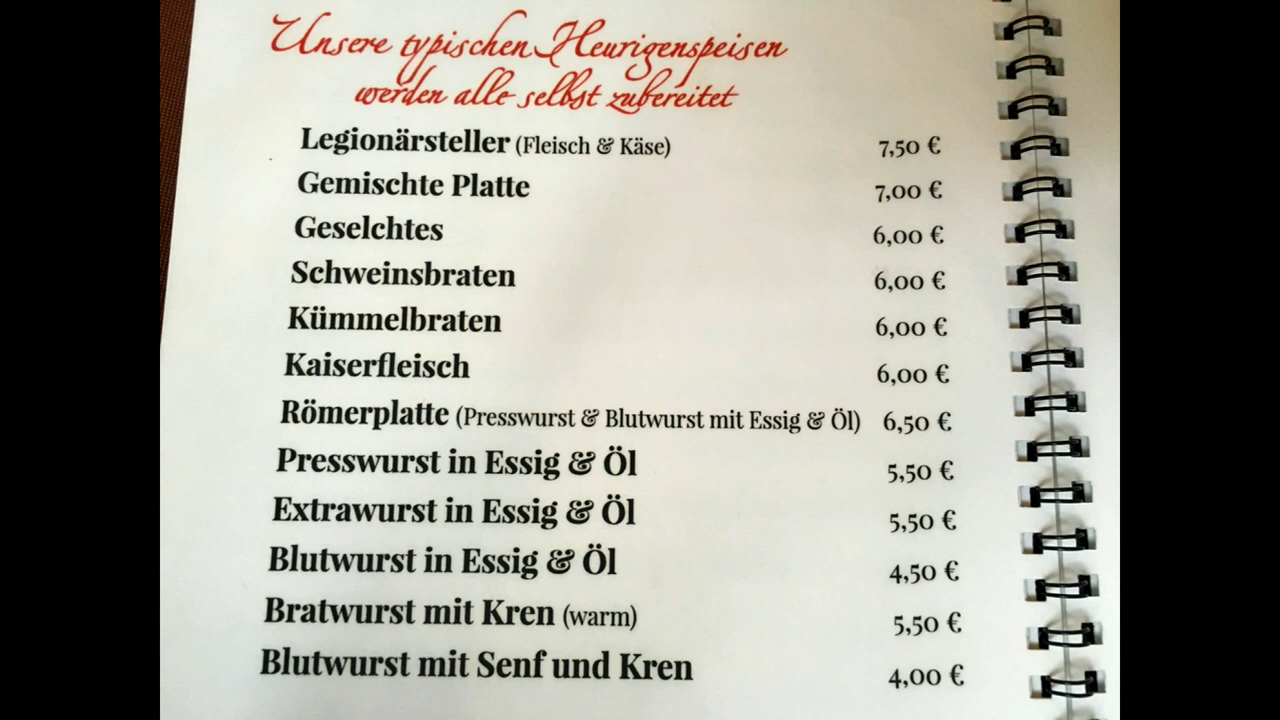 Unsere typischen Heurigenspeisen
werden alle selbst zubereitet
Legionärsteller (Fleisch & Käse) 7,50 €
Gemischte Platte 7,00 €
Geselchtes 6,00 €
Schweinsbraten 6,00 €
Kümmelbraten 6,00 €
Kaiserfleisch 6,00 €
Römerplatte (Presswurst & Blutwurst mit Essig & Öl) 6,50 €
Presswurst in Essig & Öl 5,50 €
Extrawurst in Essig & Öl 5,50 €
Blutwurst in Essig & Öl 4,50 €
Bratwurst mit Kren (warm) 5,50 €
Blutwurst mit Senf und Kren 4,00 €